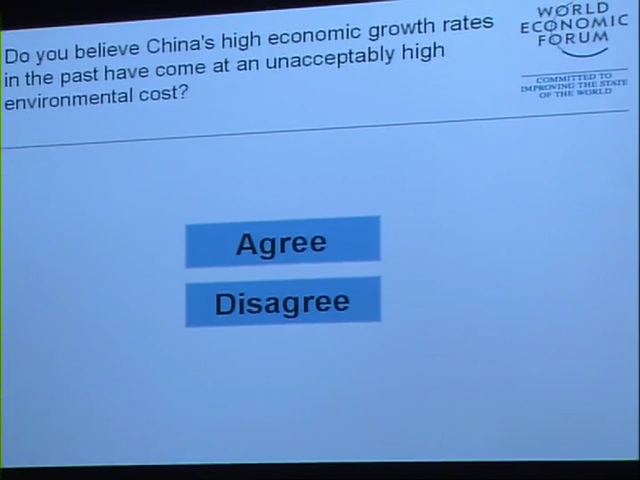 Do you believe China's high economic growth rates
in the past have come at an unacceptably high
environmental cost?
WORLD
ECONOMIC
FORUM
COMMITTED TO
IMPROVING THE STATE
OF THE WORLD
Agree
Disagree